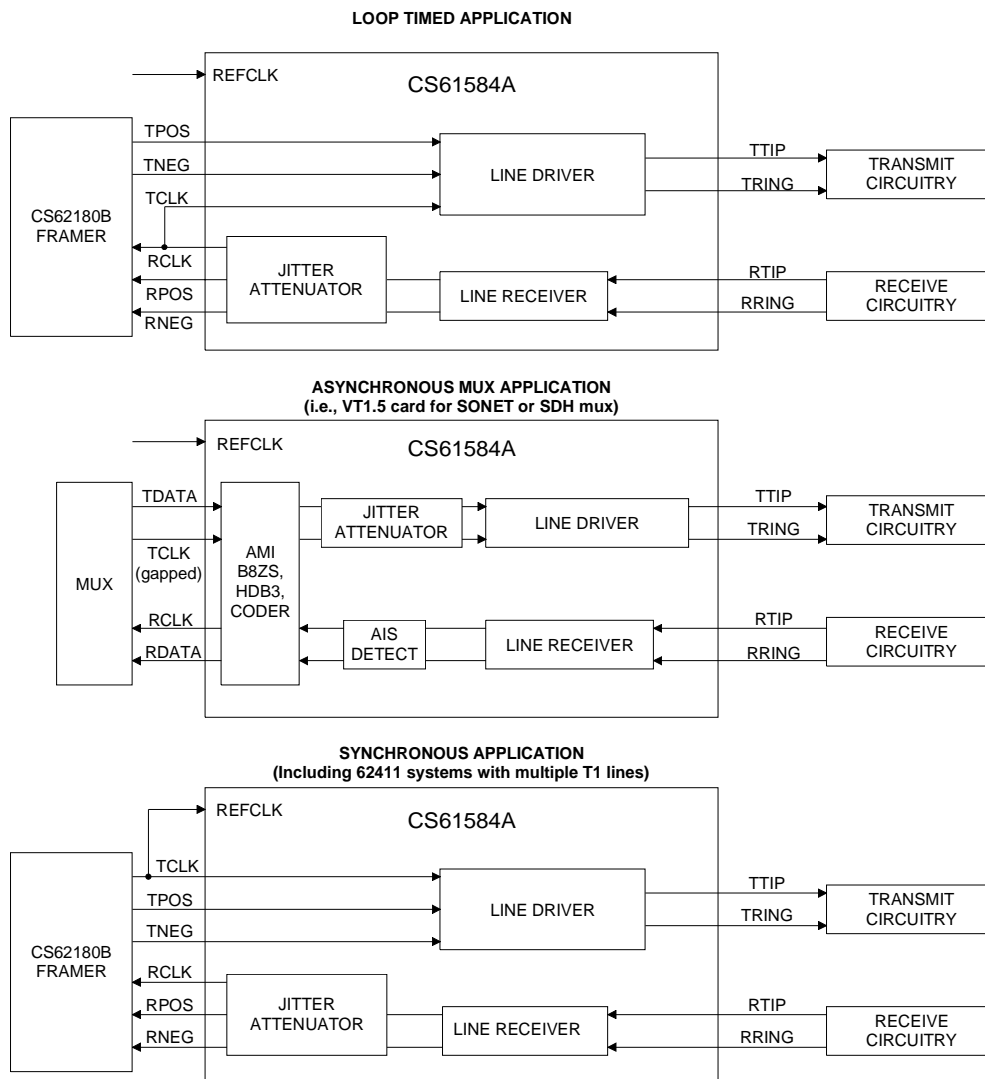 LOOP TIMED APPLICATION
REFCLK
CS61584A
TPOS
TNEG
TCLK
CS62180B
FRAMER
RCLK
RPOS
RNEG
LINE DRIVER
JITTER
ATTENUATOR
LINE RECEIVER
TTIP
TRING
TRANSMIT
CIRCUITRY
RTIP
RRING
RECEIVE
CIRCUITRY
ASYNCHRONOUS MUX APPLICATION
(i.e., VT1.5 card for SONET or SDH mux)
REFCLK
CS61584A
MUX
TDATA
TCLK
(gapped)
RCLK
RDATA
AMI
B8ZS,
HDB3,
CODER
JITTER
ATTENUATOR
LINE DRIVER
AIS
DETECT
LINE RECEIVER
TTIP
TRING
TRANSMIT
CIRCUITRY
RTIP
RRING
RECEIVE
CIRCUITRY
SYNCHRONOUS APPLICATION
(Including 62411 systems with multiple T1 lines)
REFCLK
CS61584A
TCLK
TPOS
TNEG
CS62180B
FRAMER
RCLK
RPOS
RNEG
LINE DRIVER
JITTER
ATTENUATOR
LINE RECEIVER
TTIP
TRING
TRANSMIT
CIRCUITRY
RTIP
RRING
RECEIVE
CIRCUITRY